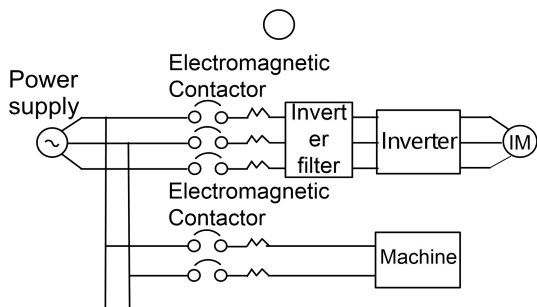 Electromagnetic
Contactor
Power
supply
~
Invert
er
filter
Inverter
IM
Electromagnetic
Contactor
Machine